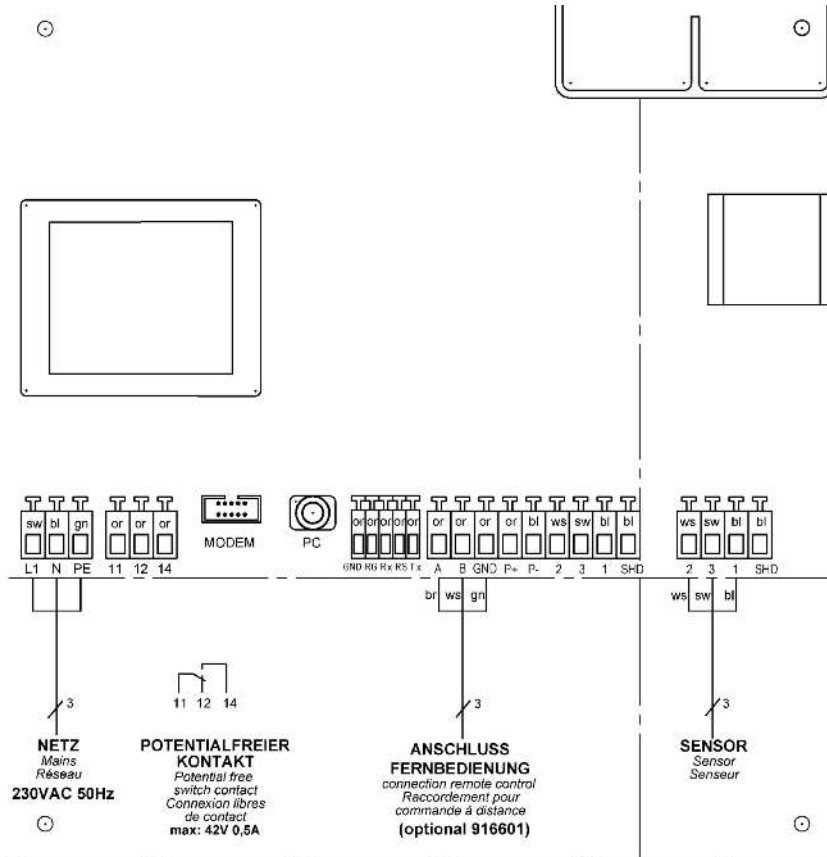 sw bl gn or or or or or or or or or or or or bl ws sw bl bl ws sw bl bl
MODEM PC
L1 N PE 11 12 14 GND RG Rx RS Tx A B GND P+ P- 2 3 1 SHD 2 3 1 SHD
br ws gn ws sw bl
11 12 14
3
3
3
NETZ
Mains
Réseau
230VAC 50Hz
POTENTIALFREIER
KONTAKT
Potential free
switch contact
Connexion libres
de contact
max: 42V 0,5A
ANSCHLUSS
FERNBEDIENUNG
connection remote control
Raccordement pour
commande á distance
(optional 916601)
SENSOR
Sensor
Senseur